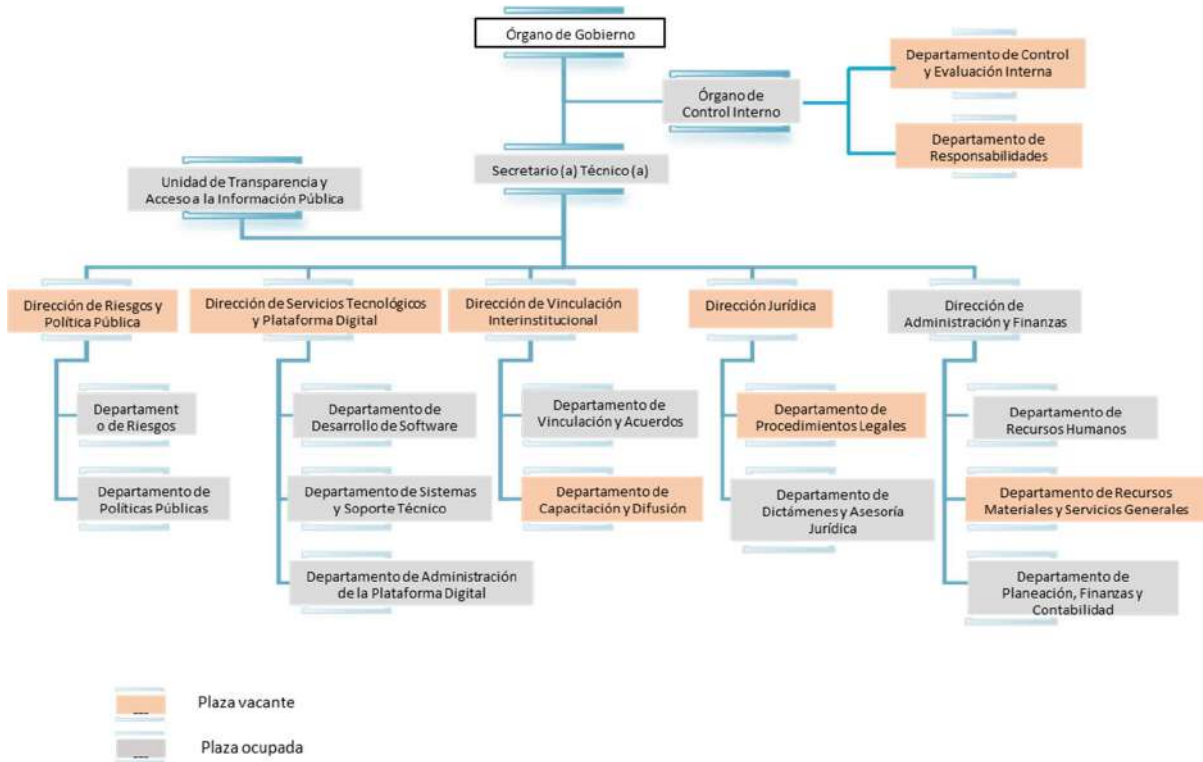 Órgano de Gobierno
Departamento de Control
y Evaluación Interna
Órgano de
Control Interno
Departamento de
Responsabilidades
Secretario (a) Técnico (a)
Unidad de Transparencia y
Acceso a la Información Pública
Dirección de Riesgos y
Política Pública
Dirección de Servicios Tecnológicos
y Plataforma Digital
Dirección de Vinculación
Interinstitucional
Dirección Jurídica
Dirección de
Administración y Finanzas
Departament
o de Riesgos
Departamento de
Desarrollo de Software
Departamento de
Vinculación y Acuerdos
Departamento de
Procedimientos Legales
Departamento de
Recursos Humanos
Departamento de
Políticas Públicas
Departamento de Sistemas
y Soporte Técnico
Departamento de
Capacitación y Difusión
Departamento de
Dictámenes y Asesoría
Jurídica
Departamento de Recursos
Materiales y Servicios Generales
Departamento de Administración
de la Plataforma Digital
Departamento de
Planeación, Finanzas y
Contabilidad
Plaza vacante
Plaza ocupada